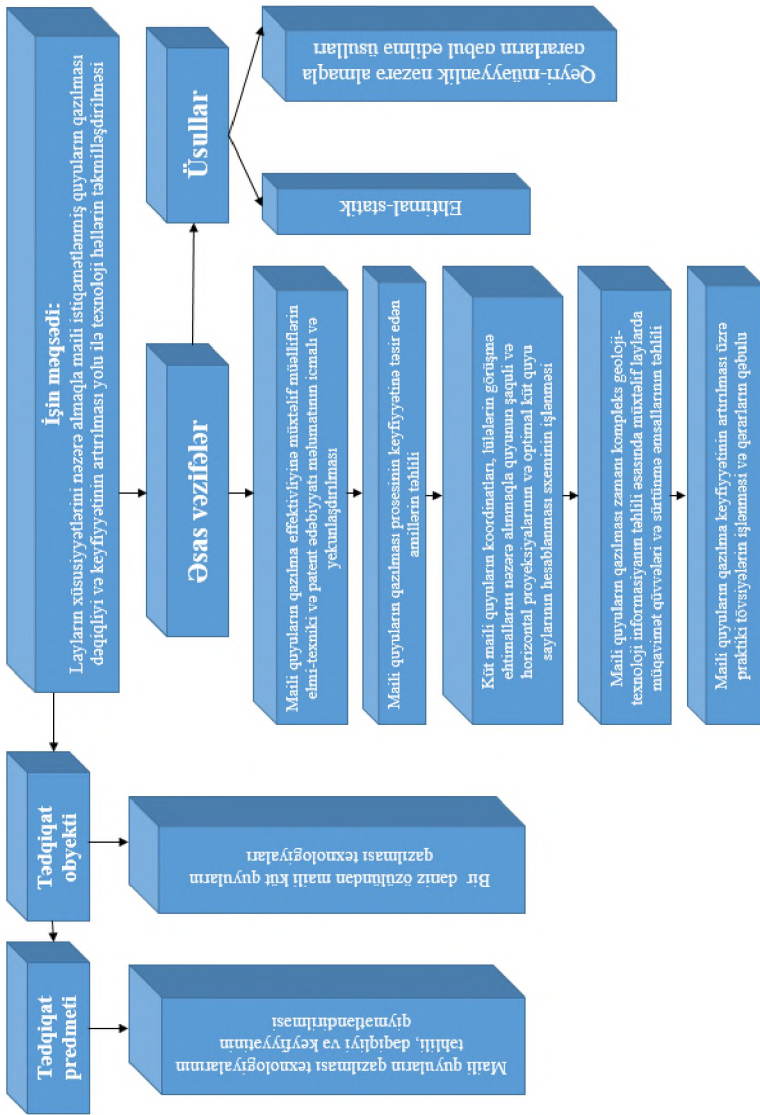 İşin məqsədi:
Layların xüsusiyyətlərini nəzərə almaqla maili istiqamətlənmiş quyuların qazılması
dəqiqliyi və keyfiyyətinin artırılması yolu ilə texnoloji həllərin təkmilləşdirilməsi
Tədqiqat
predmeti
Tədqiqat
obyekti
Əsas vəzifələr
Üsullar
Maili quyuların qazılması texnologiyalarının
təhlili, dəqiqliyi və keyfiyyətinin
qiymətləndirilməsi
Bir dəniz özülündən maili küt quyuların
qazılması texnologiyaları
Maili quyuların qazılma effektivliyinə müxtəlif müəlliflərin
elmi-texniki və patent ədəbiyyatı məlumatının icmalı və
yekunlaşdırılması
Maili quyuların qazılması prosesinin keyfiyyətinə təsir edən
amillərin təhlili
Küt maili quyuların koordinatları, lülələrin görüşmə
ehtimallarını nəzərə alınmaqla quyunun şaquli və
horizontal proyeksiyalarının və optimal küt quyu
saylarının hesablanması sxeminin işlənməsi
Maili quyuların qazılması zamanı kompleks geoloji-
texnoloji informasiyanın təhlili əsasında müxtəlif laylarda
müqavimət qüvvələri və sürtünmə əmsallarının təhlili
Maili quyuların qazılma keyfiyyətinin artırılması üzrə
praktiki tövsiyələrin işlənməsi və qərarların qəbulu
Ehtimal-statik
Qeyri-müəyyənlik nəzərə almaqla
qərarların qəbul edilmə üsulları